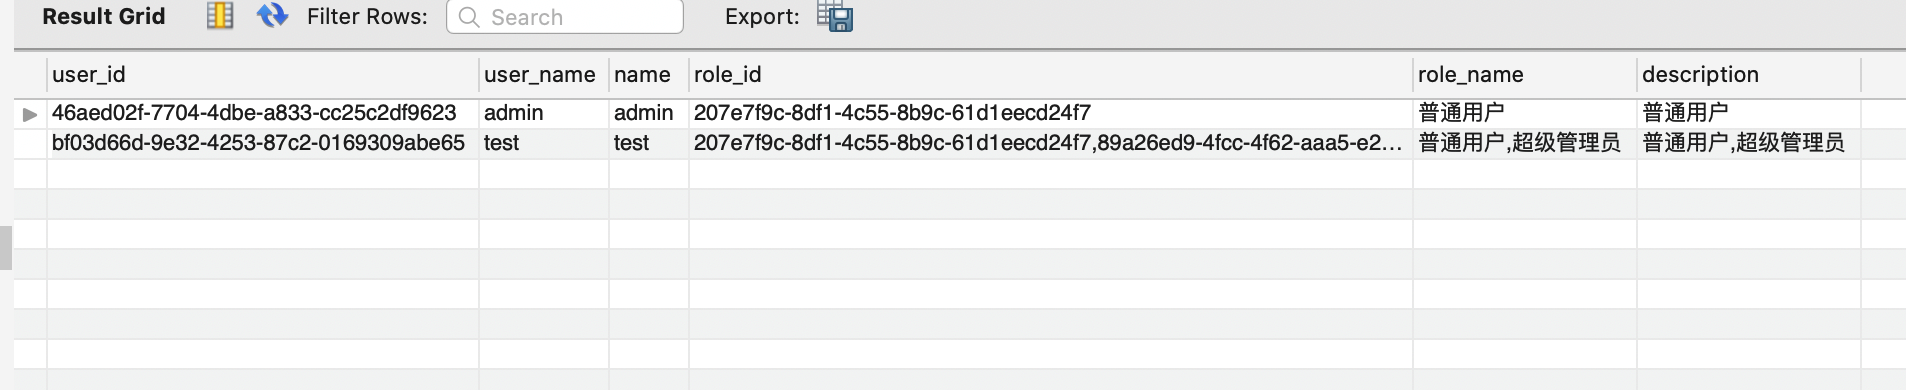 Result Grid Filter Rows: Search Export:
user_id user_name name role_id role_name description
46aed02f-7704-4dbe-a833-cc25c2df9623 admin admin 207e7f9c-8df1-4c55-8b9c-61d1eecd24f7 普通用户 普通用户
bf03d66d-9e32-4253-87c2-0169309abe65 test test 207e7f9c-8df1-4c55-8b9c-61d1eecd24f7,89a26ed9-4fcc-4f62-aaa5-e2... 普通用户,超级管理员 普通用户,超级管理员